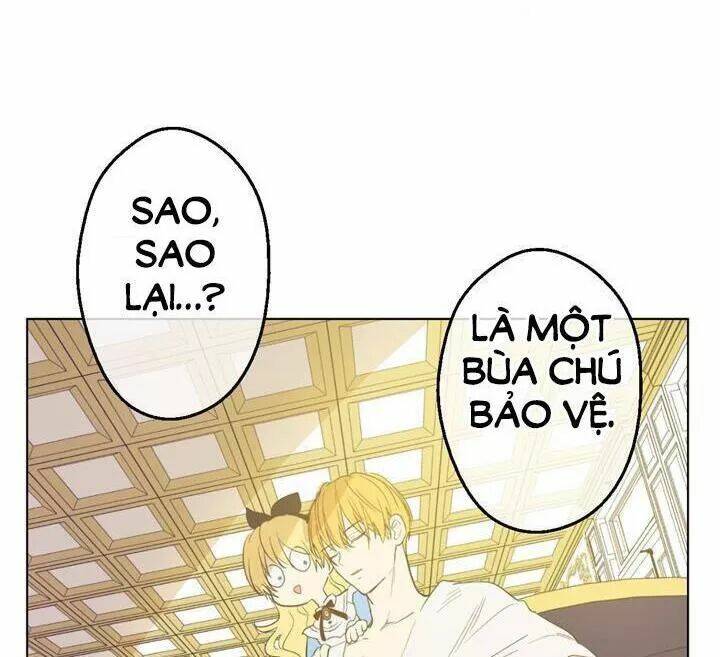 SAO,
SAO
LẠI...?
LÀ MỘT
BÙA CHÚ
BẢO VỆ.